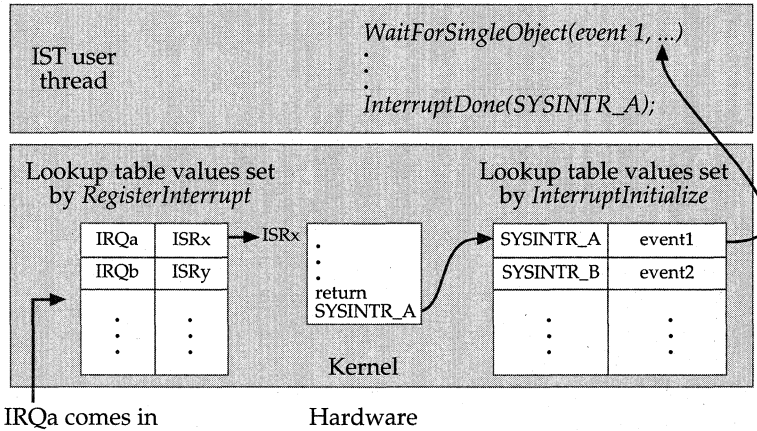 IST user
thread
WaitForSingleObject(event 1, ...)
.
.
.
InterruptDone(SYSINTR_A);
Lookup table values set
by RegisterInterrupt
IRQa ISRx
IRQb ISRy
. .
. .
. .
ISRx
.
.
.
return
SYSINTR_A
Lookup table values set
by InterruptInitialize
SYSINTR_A event1
SYSINTR_B event2
. .
. .
. .
Kernel
IRQa comes in
Hardware